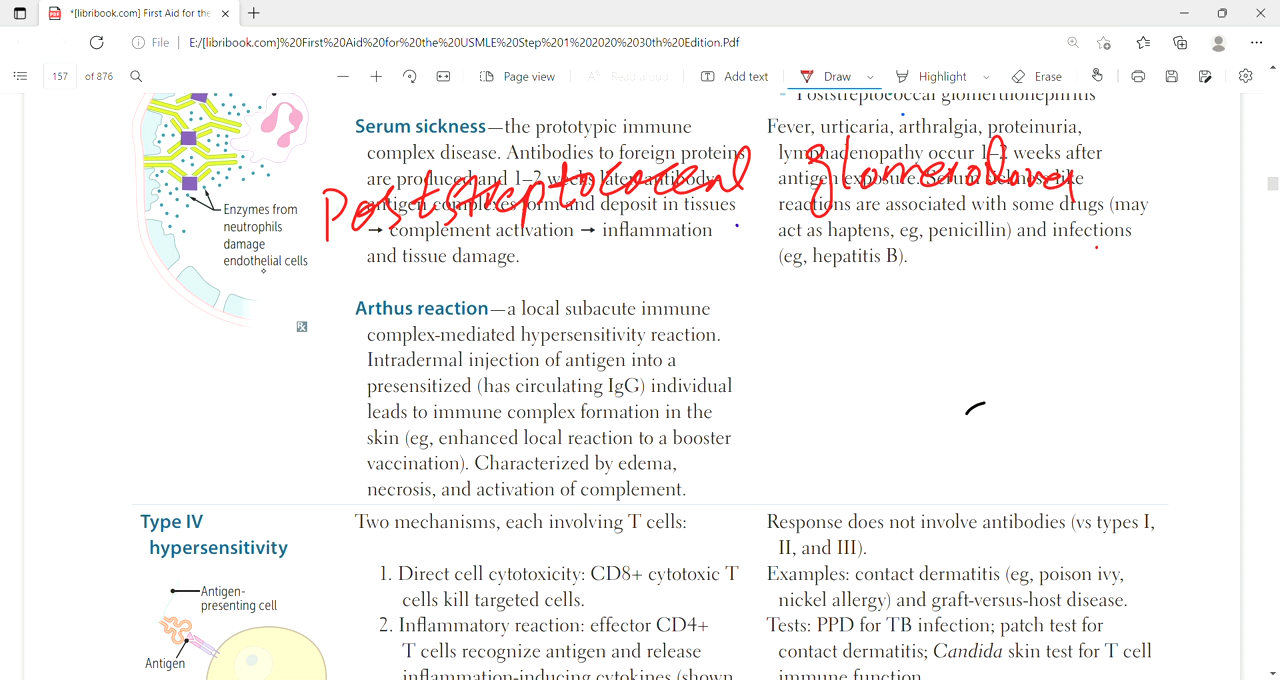 *[libribook.com] First Aid for the
File
E:/[libribook.com]%20First%20Aid%20for%20the%20USMLE%20Step%201%202020%2030th%20Edition.Pdf
157 of 876
Page view
Read aloud
Add text
Draw
Highlight
Erase
Poststreptococcal glomerulonephritis
Enzymes from
neutrophils
damage
endothelial cells
Serum sickness—the prototypic immune
complex disease. Antibodies to foreign proteins
are produced and 1–2 weeks later, antibody-
antigen complexes form and deposit in tissues
→ complement activation → inflammation
and tissue damage.
Fever, urticaria, arthralgia, proteinuria,
lymphadenopathy occur 1–2 weeks after
antigen exposure. Serum sickness-like
reactions are associated with some drugs (may
act as haptens, eg, penicillin) and infections
(eg, hepatitis B).
Arthus reaction—a local subacute immune
complex-mediated hypersensitivity reaction.
Intradermal injection of antigen into a
presensitized (has circulating IgG) individual
leads to immune complex formation in the
skin (eg, enhanced local reaction to a booster
vaccination). Characterized by edema,
necrosis, and activation of complement.
Type IV
hypersensitivity
Antigen-
presenting cell
Antigen
Two mechanisms, each involving T cells:
1. Direct cell cytotoxicity: CD8+ cytotoxic T
cells kill targeted cells.
2. Inflammatory reaction: effector CD4+
T cells recognize antigen and release
inflammation-inducing cytokines (shown
Response does not involve antibodies (vs types I,
II, and III).
Examples: contact dermatitis (eg, poison ivy,
nickel allergy) and graft-versus-host disease.
Tests: PPD for TB infection; patch test for
contact dermatitis; Candida skin test for T cell
immune function.